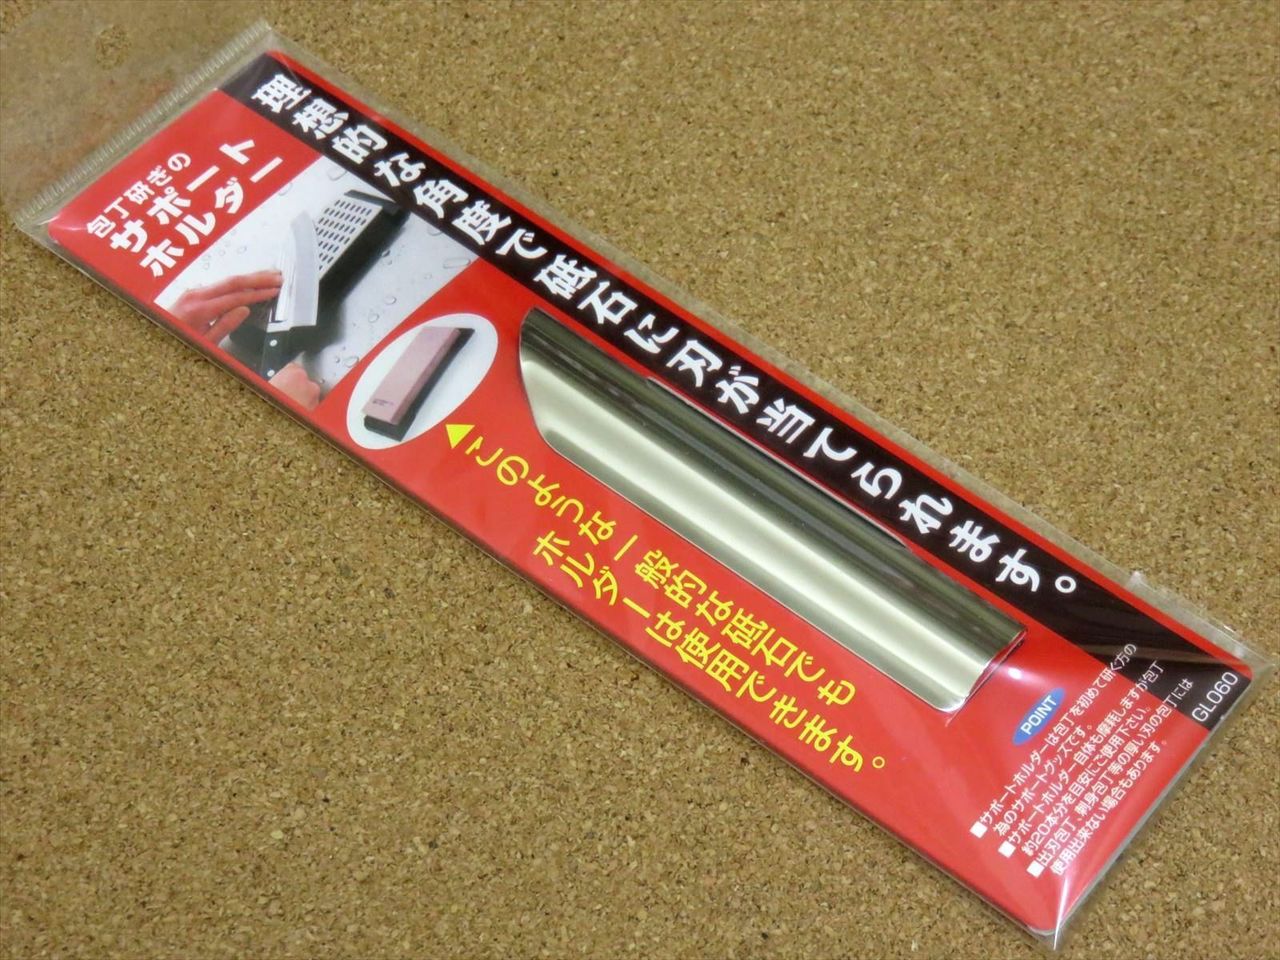 理想的な角度で砥石に刃が当てられます。
包丁研ぎの
サポート
ホルダー
▲このような一般的な砥石でも
ホルダーは使用できます。
POINT
■サポートホルダーは包丁を初めて研ぐ方の
為のサポートグッズです。
■サポートホルダー自体も摩耗しますが包丁
約20本分を目安にご使用下さい。
■出刃包丁、刺身包丁等の厚い刃の包丁には
使用出来ない場合もあります。
GL060